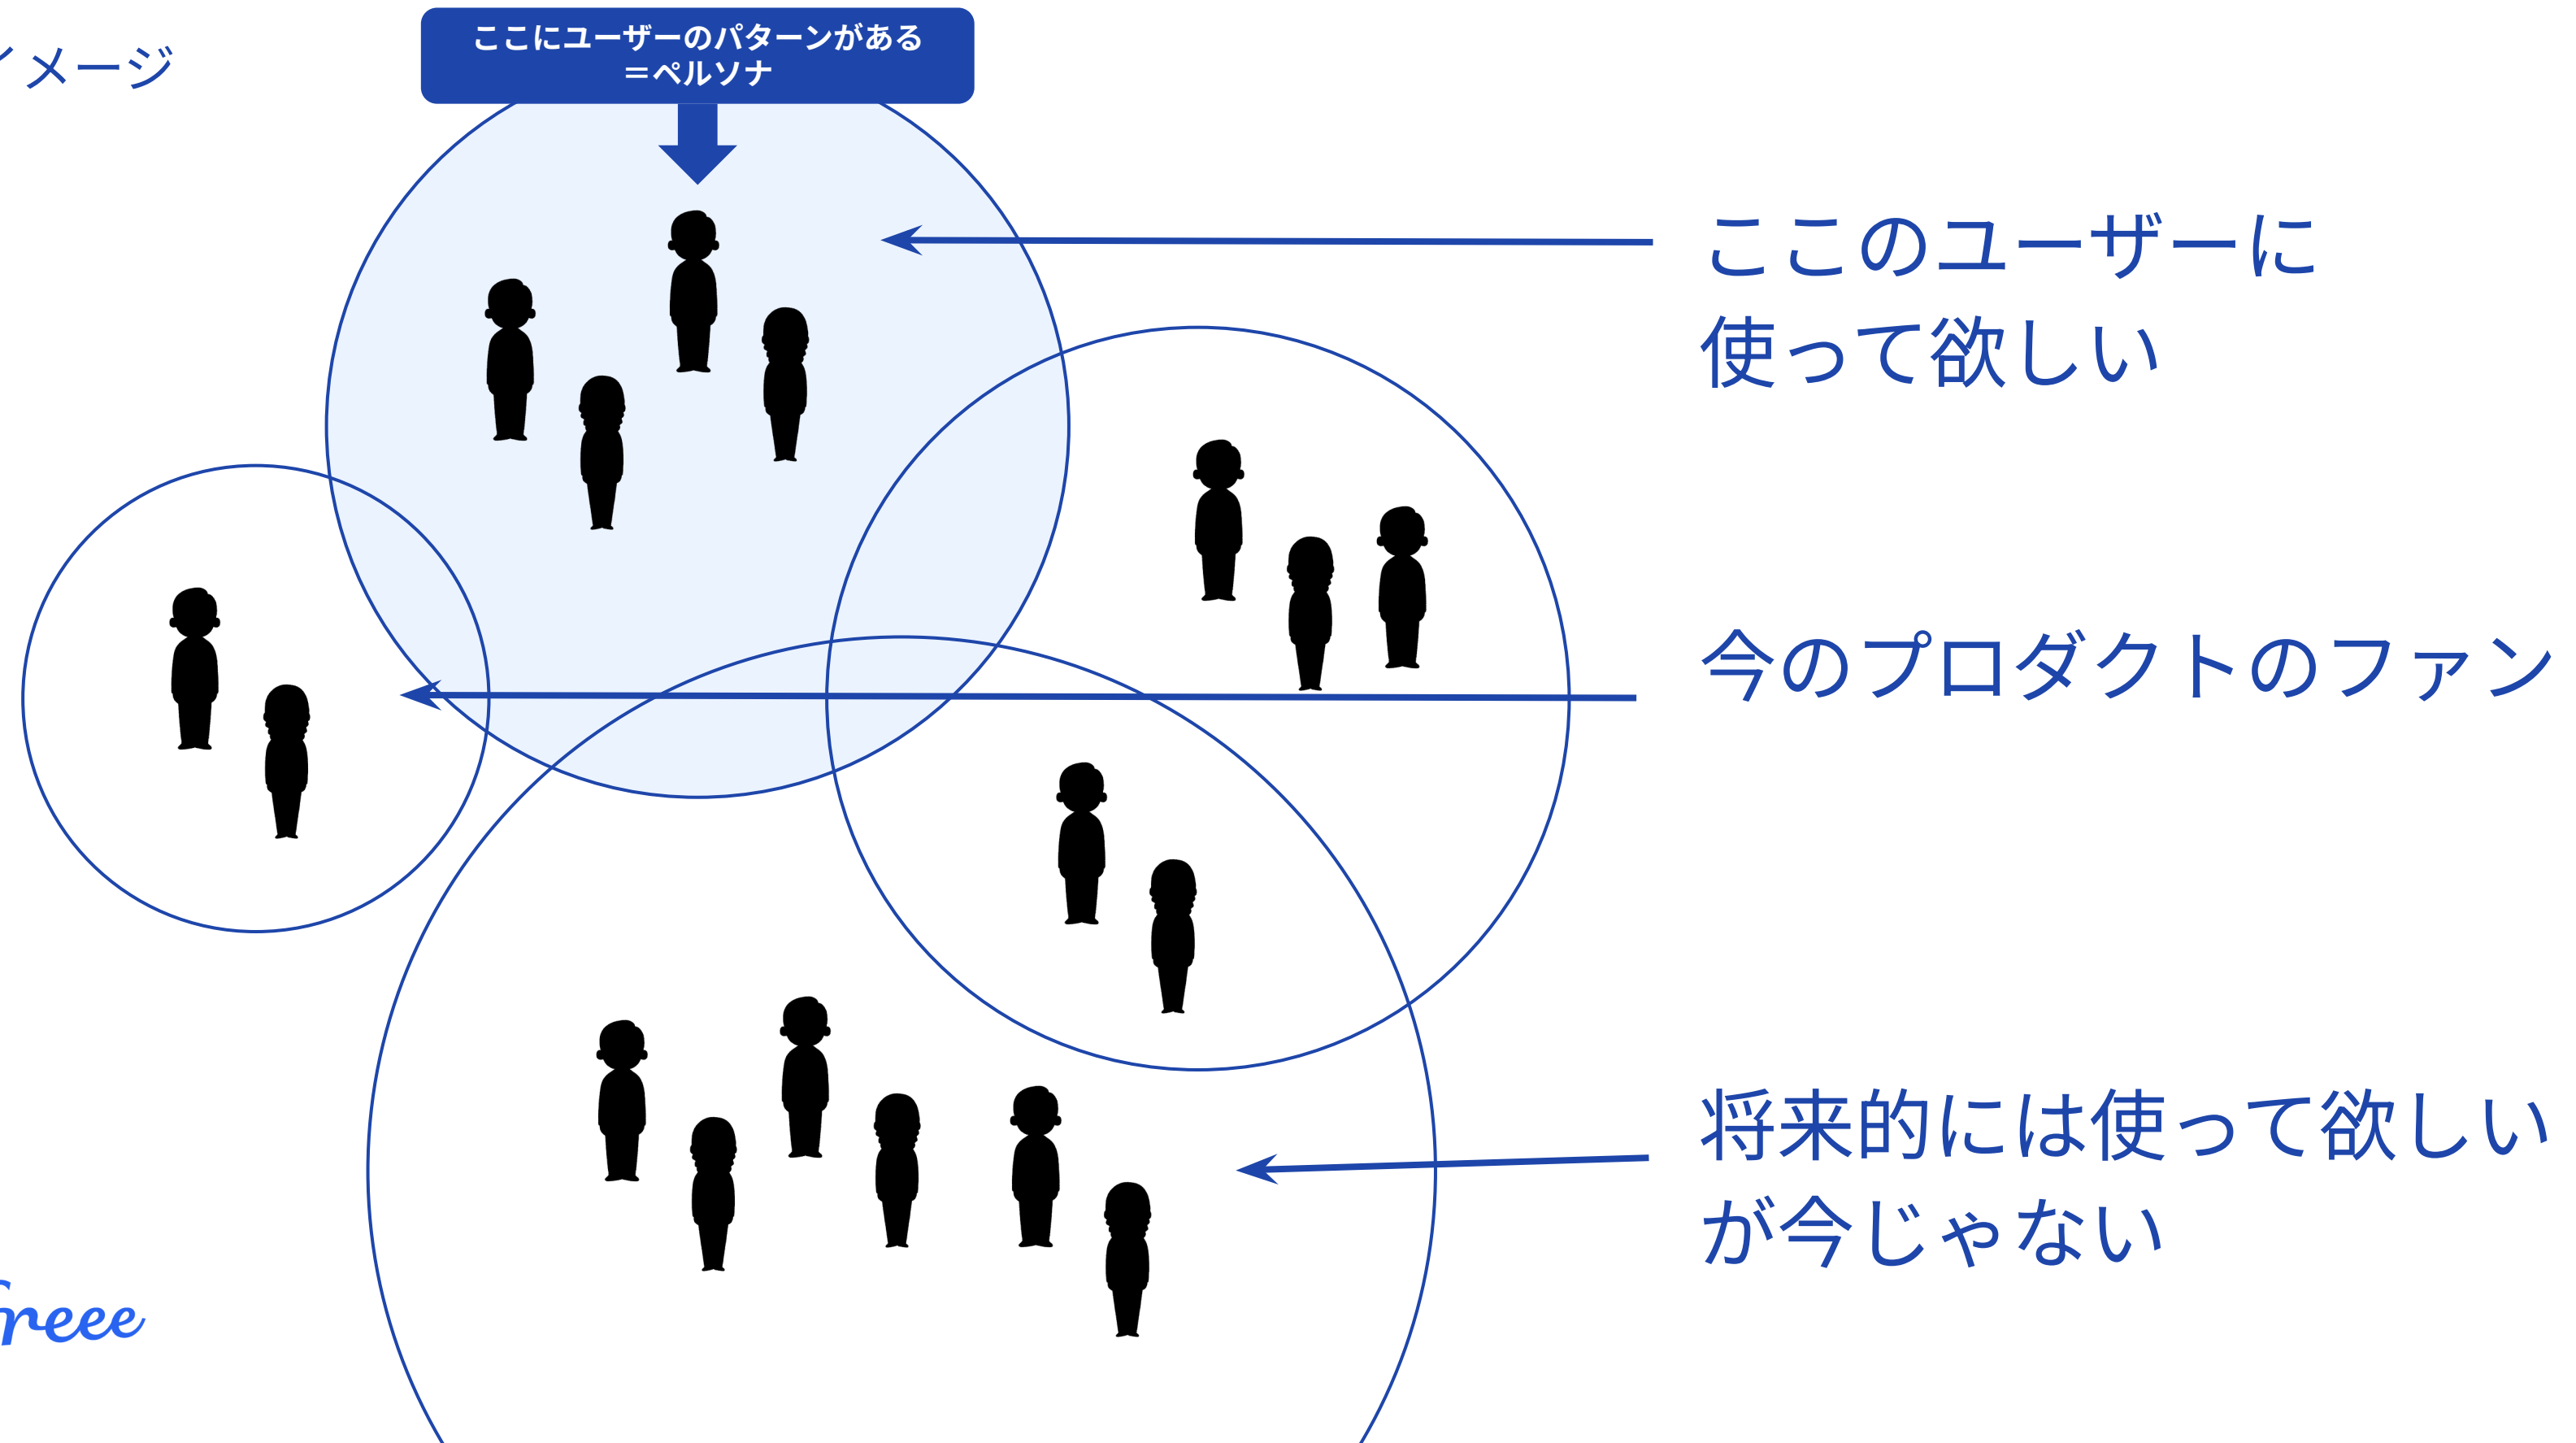 イメージ
ここにユーザーのパターンがある
＝ペルソナ
ここのユーザーに
使って欲しい
今のプロダクトのファン
将来的には使って欲しい
が今じゃない
freee